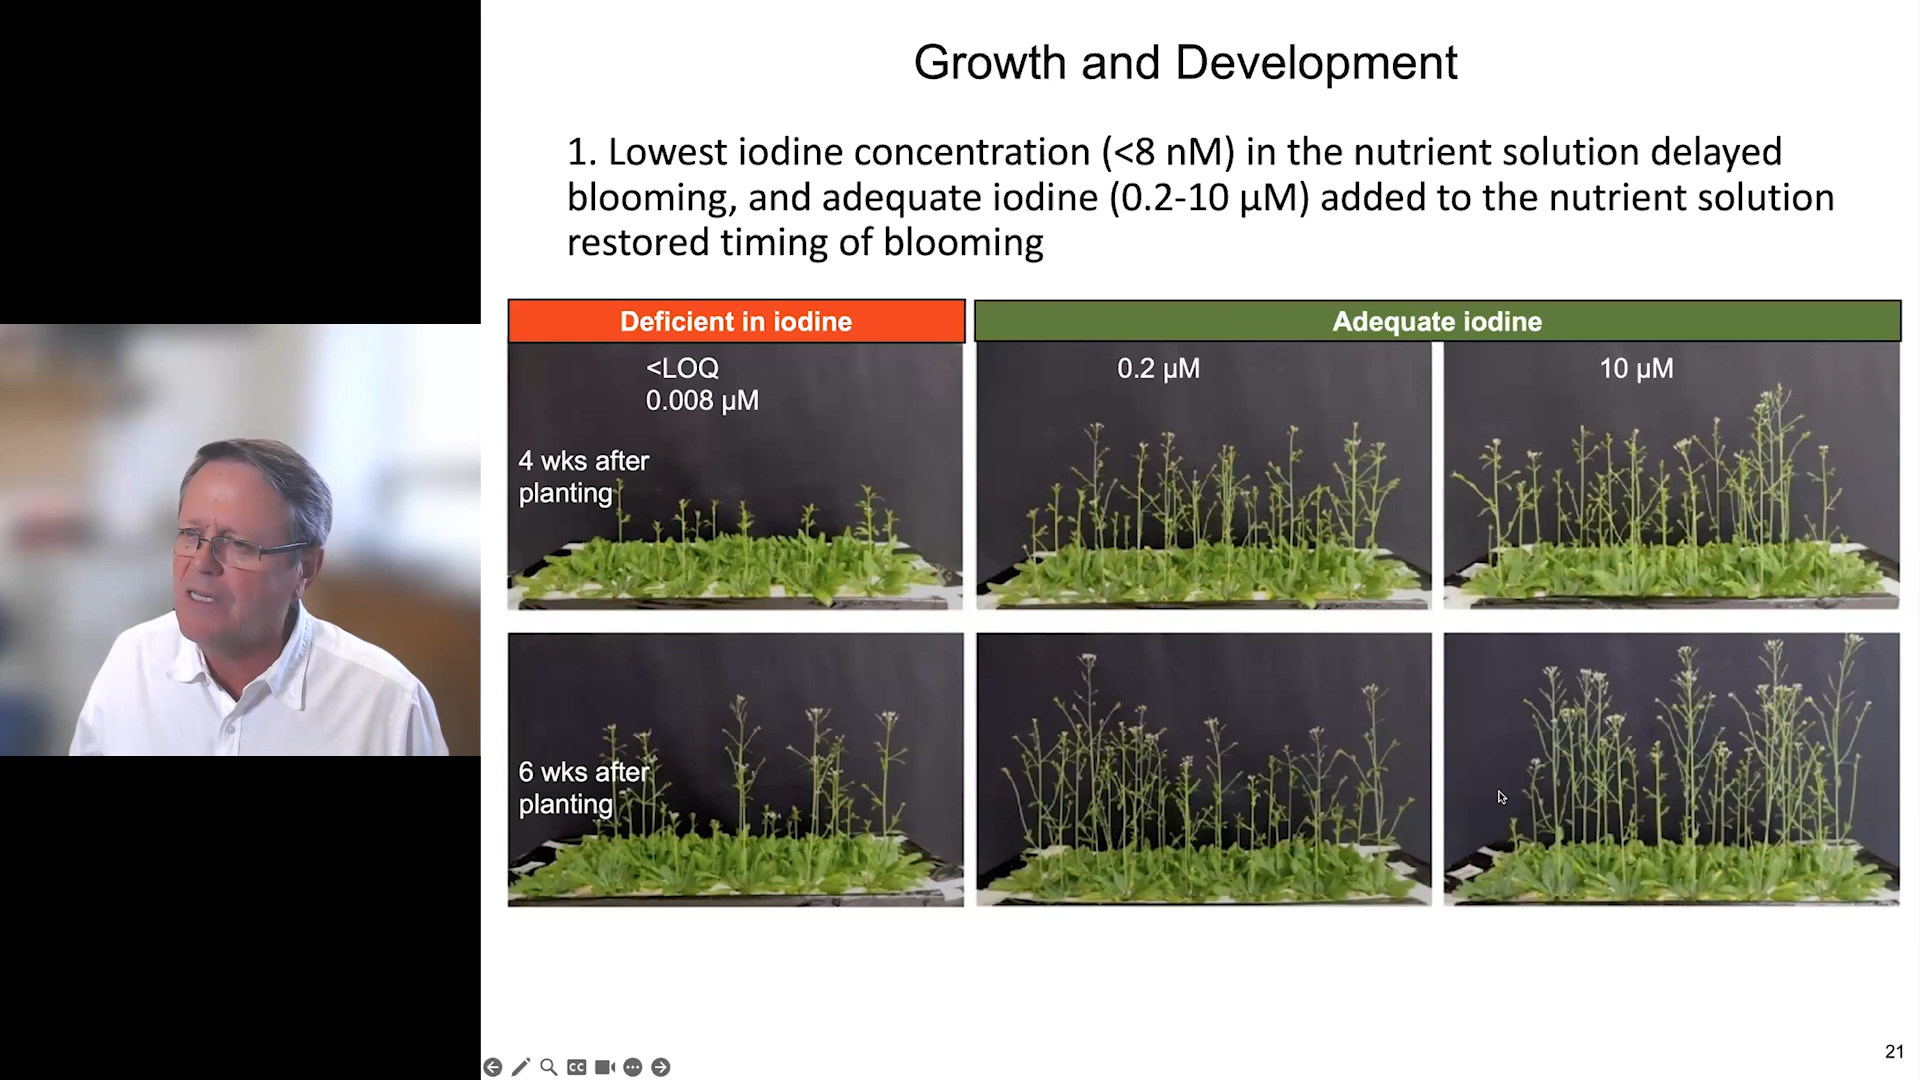 Growth and Development
1. Lowest iodine concentration (<8 nM) in the nutrient solution delayed
blooming, and adequate iodine (0.2-10 µM) added to the nutrient solution
restored timing of blooming
Deficient in iodine
Adequate iodine
<LOQ
0.008 µM
0.2 µM
10 µM
4 wks after
planting
6 wks after
planting
CC
21